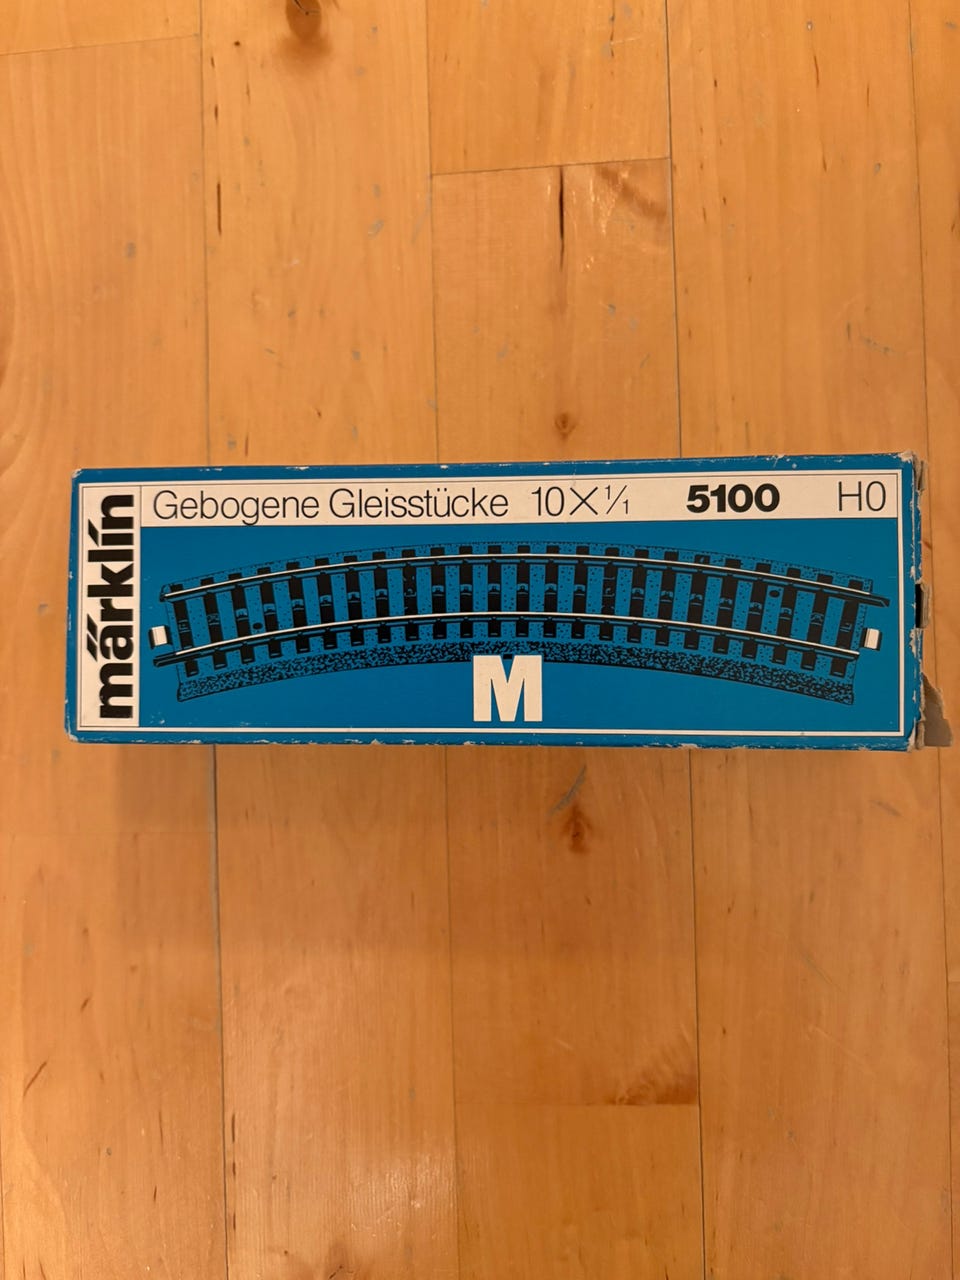 märklin
Gebogene Gleisstücke 10 X 1/1 5100 H0
M